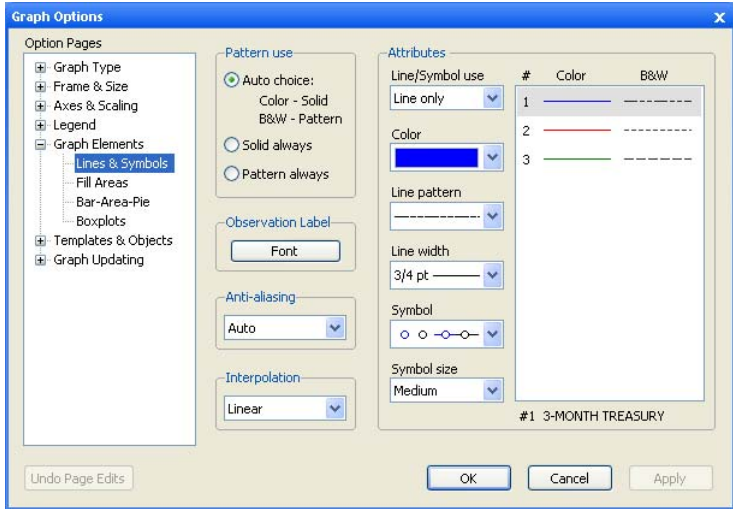 Graph Options
Option Pages
Graph Type
Frame & Size
Axes & Scaling
Legend
Graph Elements
Lines & Symbols
Fill Areas
Bar-Area-Pie
Boxplots
Templates & Objects
Graph Updating
Pattern use
Auto choice:
Color - Solid
B&W - Pattern
Solid always
Pattern always
Observation Label
Font
Anti-aliasing
Auto
Interpolation
Linear
Attributes
Line/Symbol use
Line only
Color
Line pattern
Line width
3/4 pt
Symbol
Symbol size
Medium
# Color B&W
1
2
3
#1 3-MONTH TREASURY
Undo Page Edits
OK
Cancel
Apply